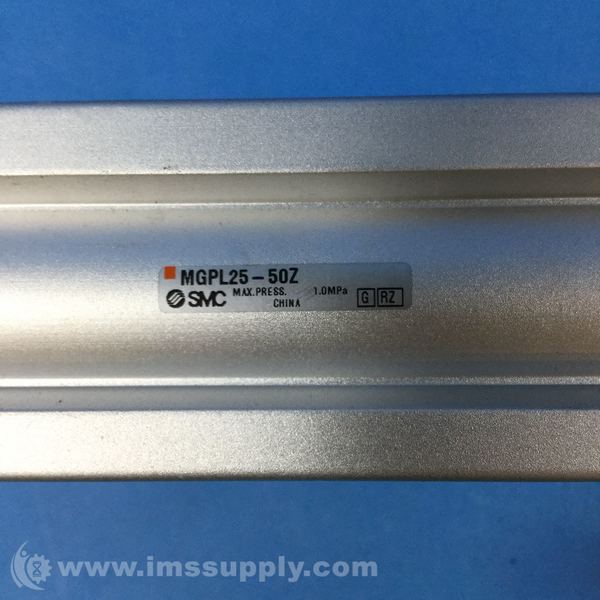 MGPL25-50Z
SMC MAX.PRESS. 1.0MPa
CHINA G RZ
www.imssupply.com